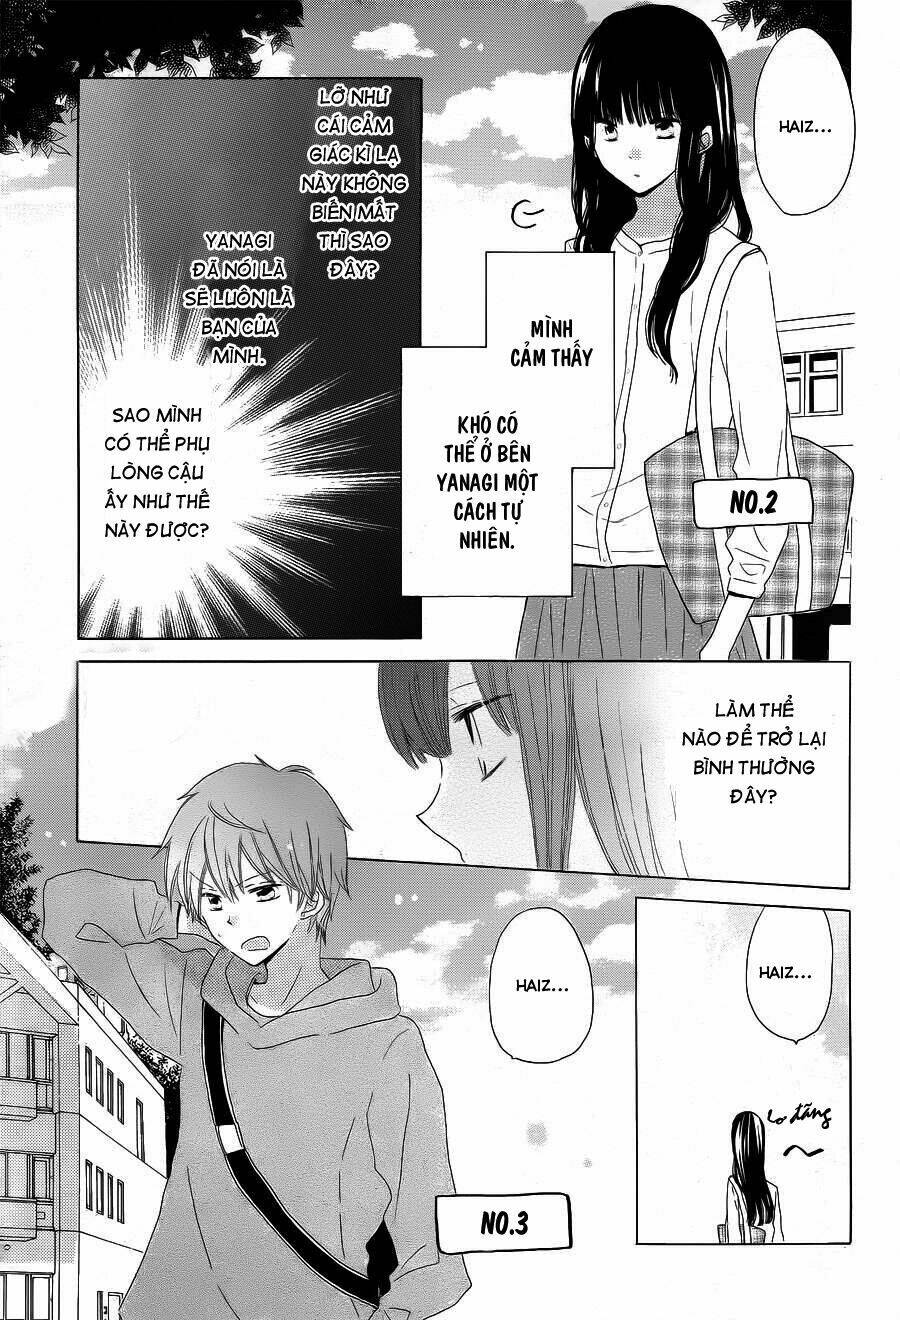 HAIZ...
MÌNH
CẢM THẤY
KHÓ CÓ
THỂ Ở BÊN
YANAGI MỘT
CÁCH TỰ
NHIÊN.
NO.2
LỠ NHƯ
CÁI CẢM
GIÁC KÌ LẠ
NÀY KHÔNG
BIẾN MẤT
THÌ SAO
ĐÂY?
YANAGI
ĐÃ NÓI LÀ
SẼ LUÔN LÀ
BẠN CỦA
MÌNH.
SAO MÌNH
CÓ THỂ PHỤ
LÒNG CẬU
ẤY NHƯ THẾ
NÀY ĐƯỢC?
LÀM THẾ
NÀO ĐỂ TRỞ LẠI
BÌNH THƯỜNG
ĐÂY?
HAIZ...
Lơ đãng
HAIZ...
NO.3